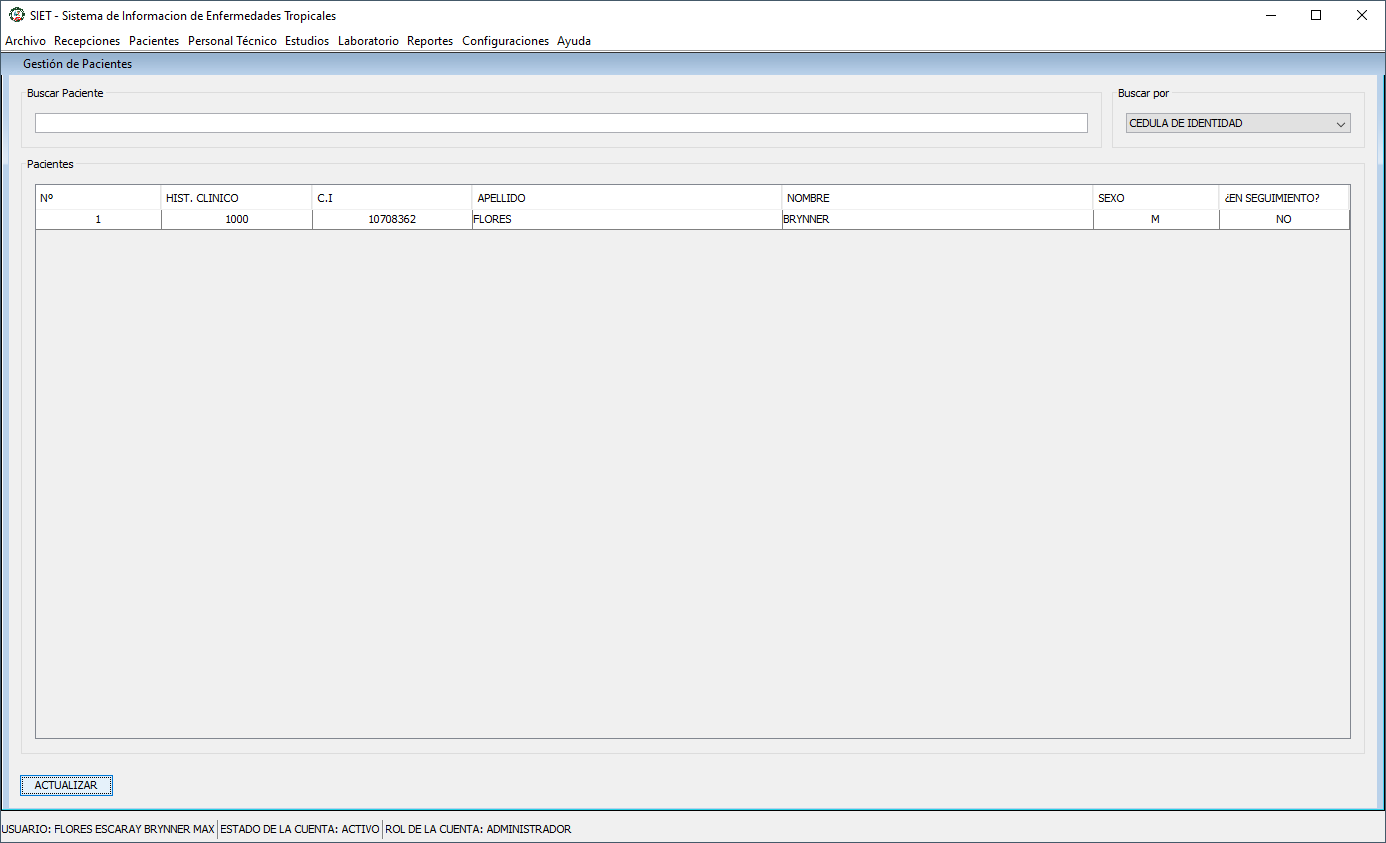 SIET - Sistema de Informacion de Enfermedades Tropicales
Archivo Recepciones Pacientes Personal Técnico Estudios Laboratorio Reportes Configuraciones Ayuda
Gestión de Pacientes
Buscar Paciente
Buscar por
CEDULA DE IDENTIDAD
Pacientes
Nº HIST. CLINICO C.I APELLIDO NOMBRE SEXO ¿EN SEGUIMIENTO?
1 1000 10708362 FLORES BRYNNER M NO
ACTUALIZAR
USUARIO: FLORES ESCARAY BRYNNER MAX ESTADO DE LA CUENTA: ACTIVO ROL DE LA CUENTA: ADMINISTRADOR